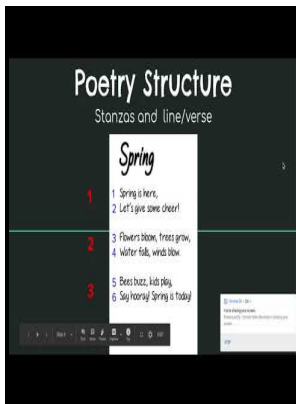 Poetry Structure
Stanzas and line/verse
Spring
1
1 Spring is here,
2 Let's give some cheer!
2
3 Flowers bloom, trees grow,
4 Water falls, winds blow.
3
5 Bees buzz, kids play,
6 Say hooray! Spring is today!